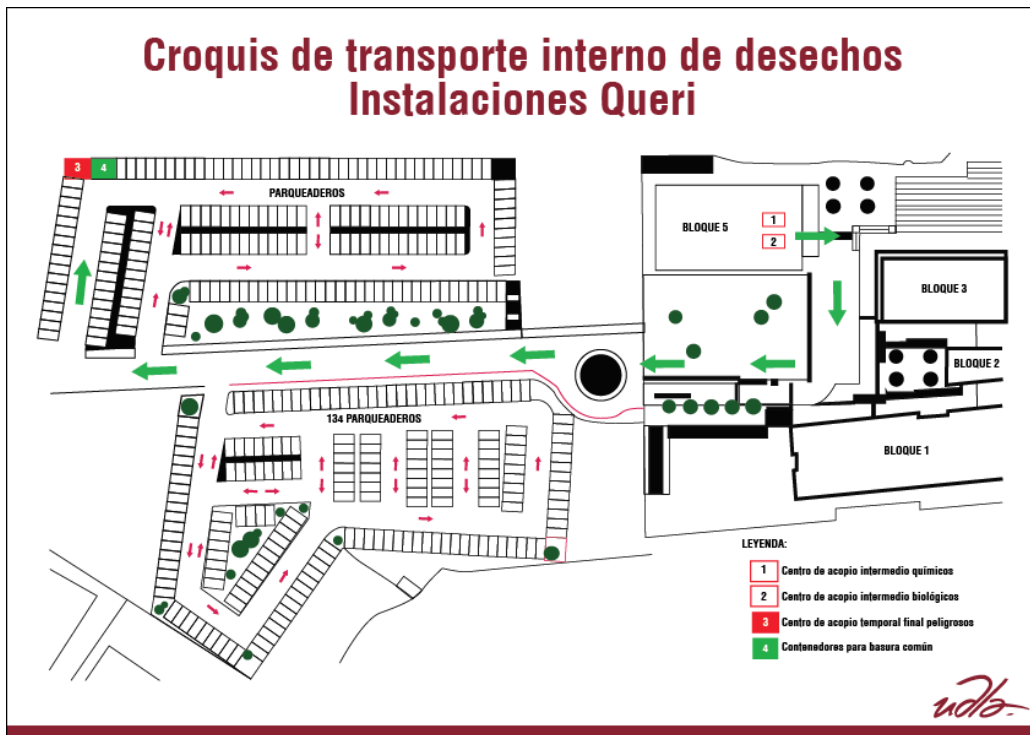 Croquis de transporte interno de desechos
Instalaciones Queri
3
4
PARQUEADEROS
BLOQUE 5
1
2
BLOQUE 3
BLOQUE 2
134 PARQUEADEROS
BLOQUE 1
LEYENDA:
1 Centro de acopio intermedio químicos
2 Centro de acopio intermedio biológicos
3 Centro de acopio temporal final peligrosos
4 Contenedores para basura común
udla-